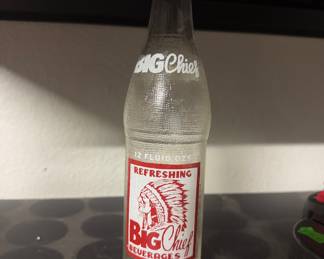 BIG Chief
12 FLUID OZS
REFRESHING
BIG Chief
BEVERAGES